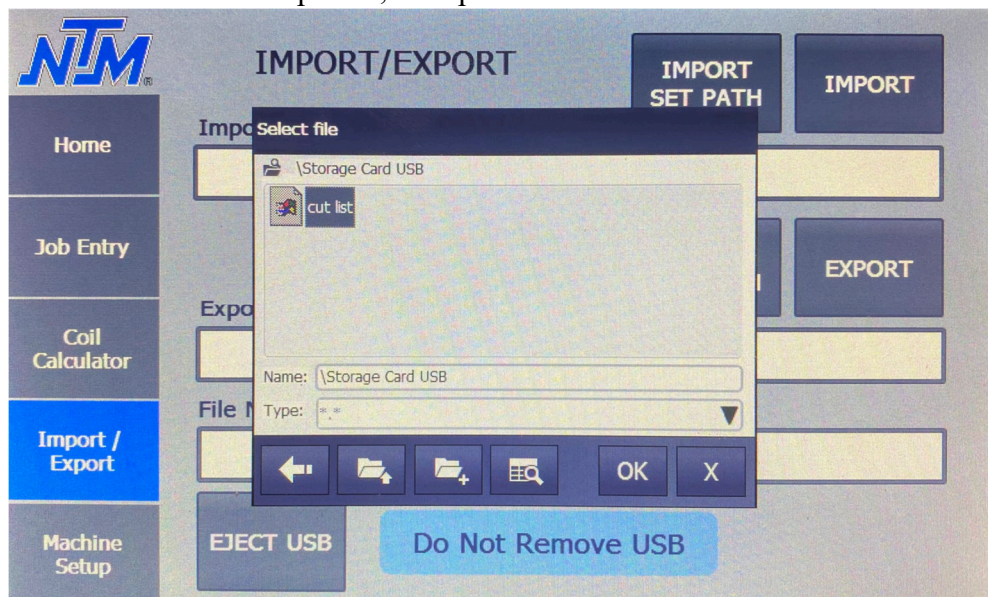 NTM
IMPORT/EXPORT
IMPORT
SET PATH
IMPORT
Home
Select file
\Storage Card USB
cut list
Job Entry
EXPORT
Coil
Calculator
Name: \Storage Card USB
Type: *.*
Import /
Export
OK
X
Machine
Setup
EJECT USB
Do Not Remove USB